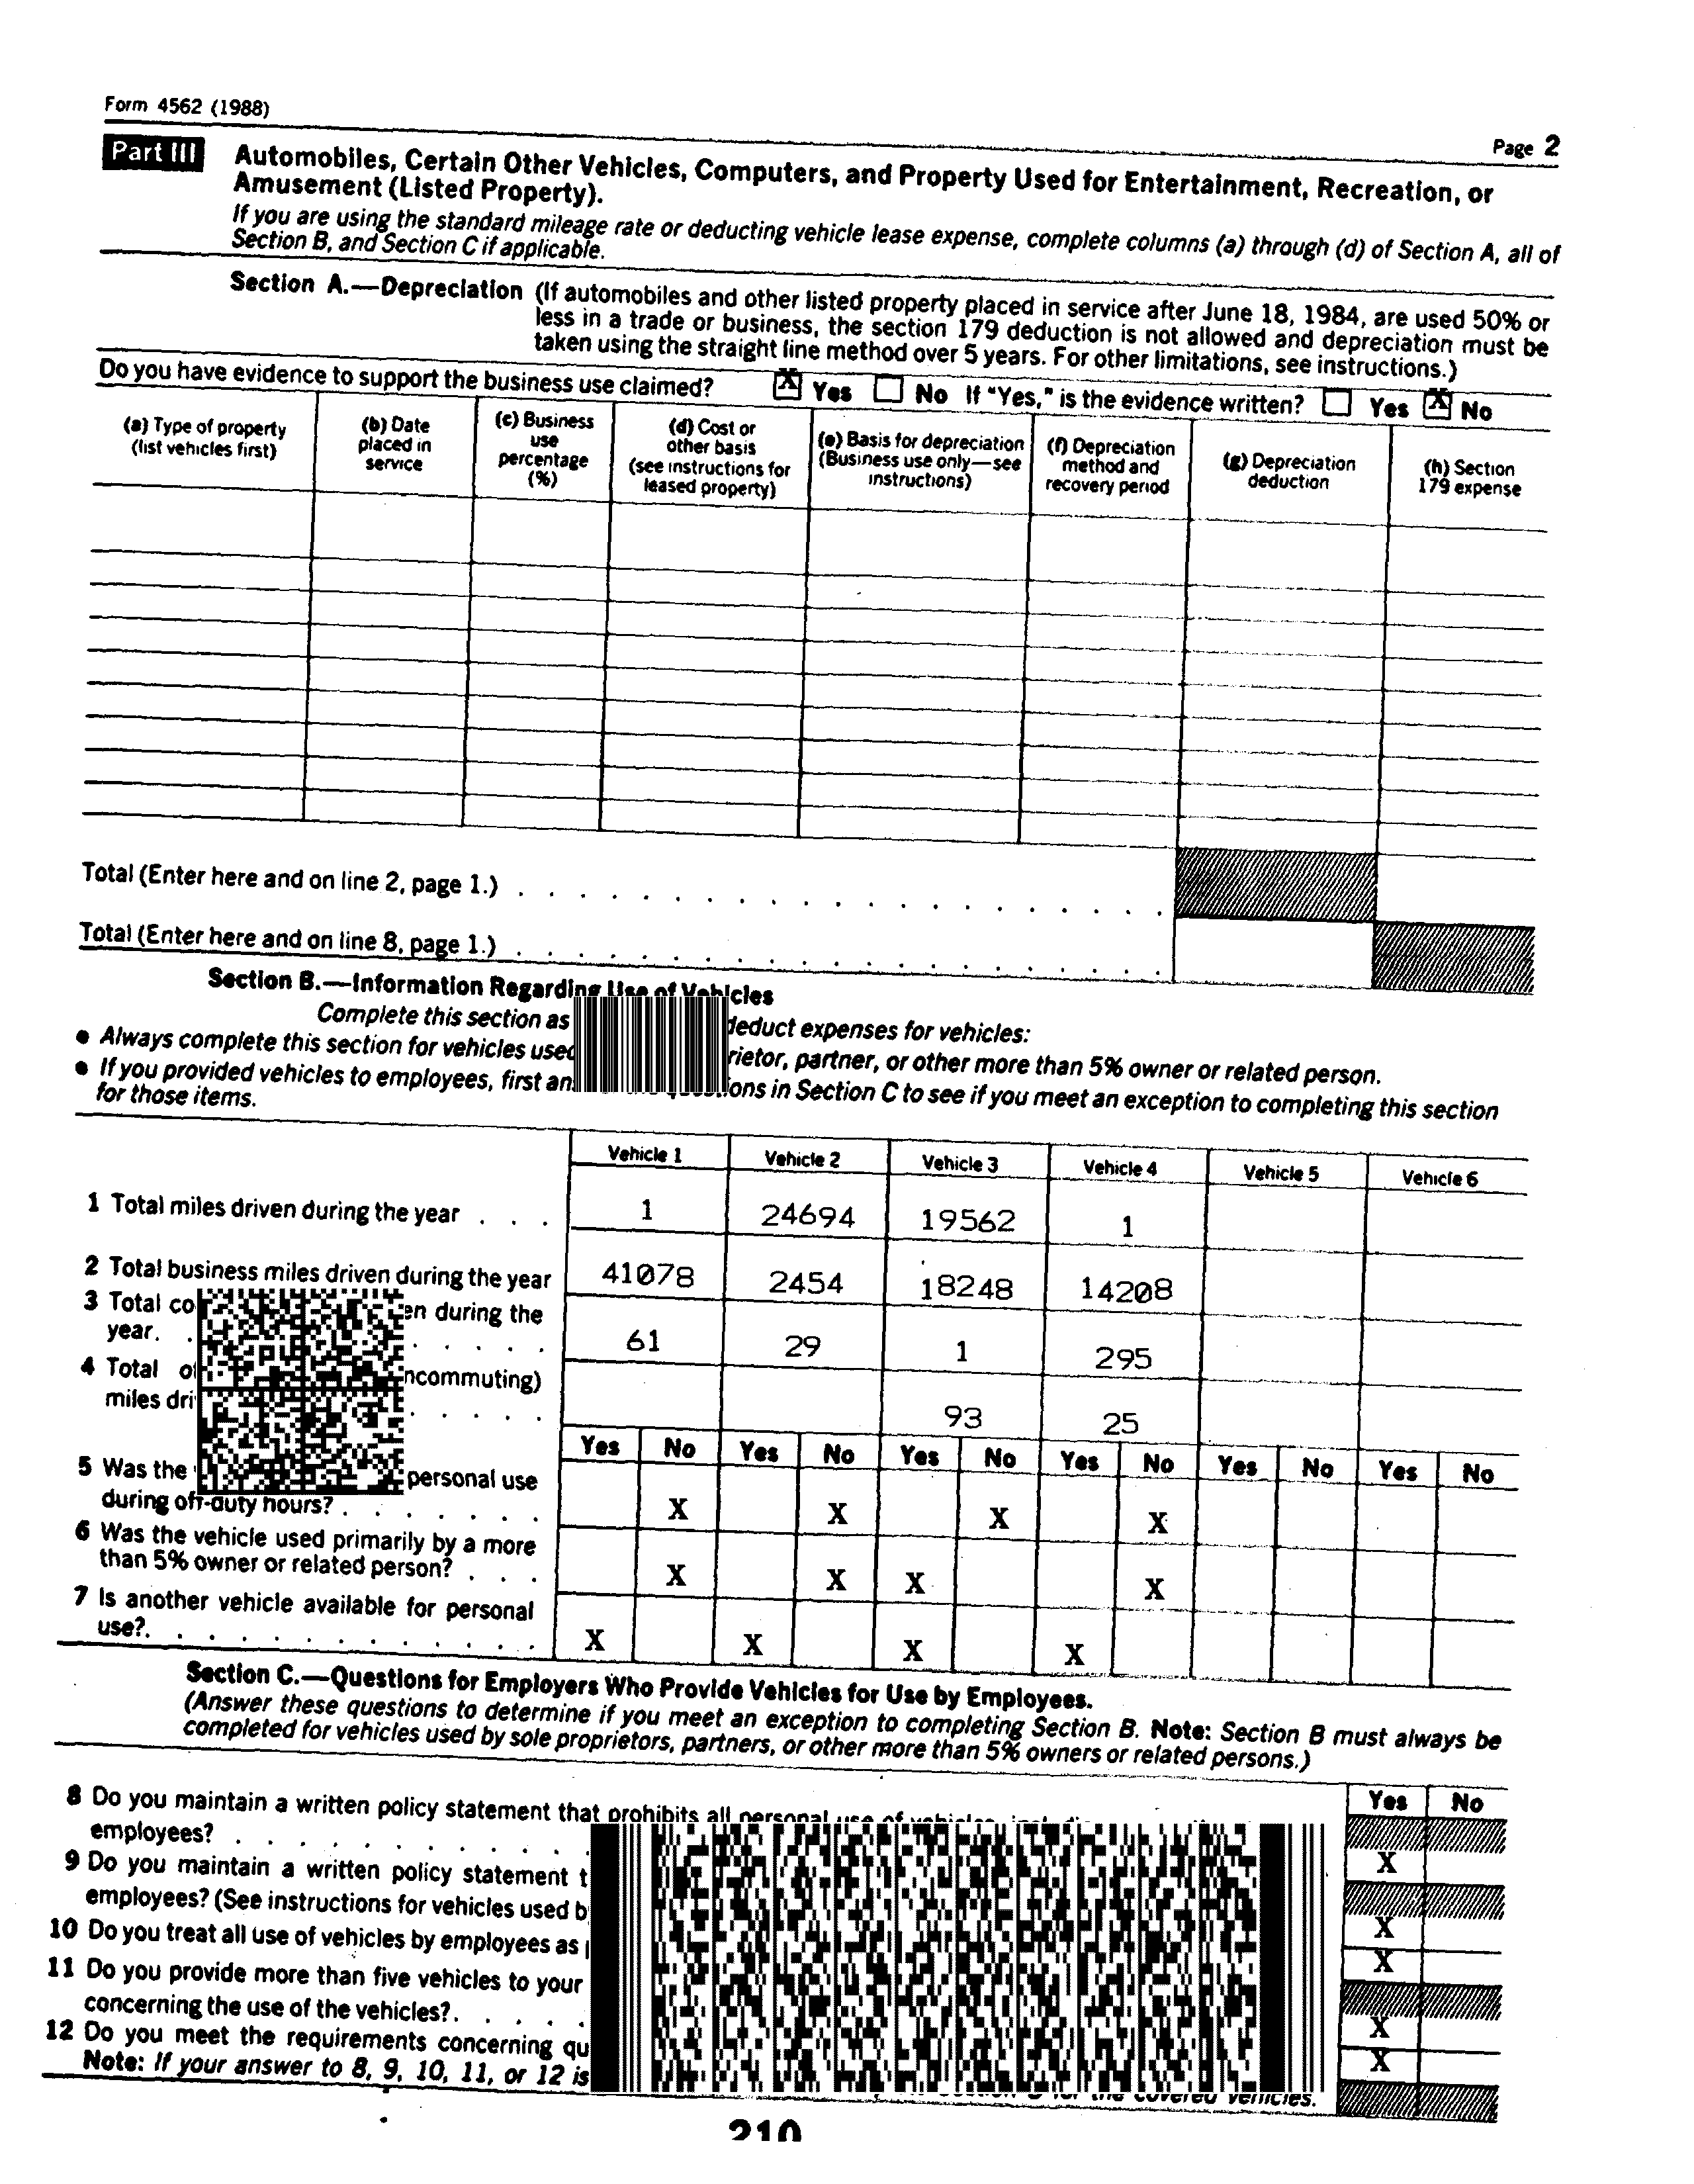 Form 4562 (1988)
Page 2
Part III
Automobiles, Certain Other Vehicles, Computers, and Property Used for Entertainment, Recreation, or
Amusement (Listed Property).
If you are using the standard mileage rate or deducting vehicle lease expense, complete columns (a) through (d) of Section A, all of
Section B, and Section C if applicable.
Section A.—Depreciation (If automobiles and other listed property placed in service after June 18, 1984, are used 50% or
less in a trade or business, the section 179 deduction is not allowed and depreciation must be
taken using the straight line method over 5 years. For other limitations, see instructions.)
Do you have evidence to support the business use claimed? X Yes No If "Yes," is the evidence written? Yes X No
(a) Type of property
(list vehicles first)
(b) Date
placed in
service
(c) Business
use
percentage
(%)
(d) Cost or
other basis
(see instructions for
leased property)
(e) Basis for depreciation
(Business use only—see
instructions)
(f) Depreciation
method and
recovery period
(g) Depreciation
deduction
(h) Section
179 expense
Total (Enter here and on line 2, page 1.)
Total (Enter here and on line 8, page 1.)
Section B.—Information Regarding Use of Vehicles
Complete this section as deduct expenses for vehicles:
● Always complete this section for vehicles used or other more than 5% owner or related person.
● If you provided vehicles to employees, first in Section C to see if you meet an exception to completing this section
for those items.
Vehicle 1 Vehicle 2 Vehicle 3 Vehicle 4 Vehicle 5 Vehicle 6
1 Total miles driven during the year . . . 1 24694 19562 1
2 Total business miles driven during the year 41078 2454 18248 14208
3 Total during the
year. 61 29 1 295
4 Total
miles 93 25
Yes No Yes No Yes No Yes No Yes No Yes No
5 Was the personal use
during off-duty hours? X X X X
6 Was the vehicle used primarily by a more
than 5% owner or related person? X X X X
7 Is another vehicle available for personal
use? X X X X
Section C.—Questions for Employers Who Provide Vehicles for Use by Employees.
(Answer these questions to determine if you meet an exception to completing Section B. Note: Section B must always be
completed for vehicles used by sole proprietors, partners, or other more than 5% owners or related persons.)
Yes No
8 Do you maintain a written policy statement that prohibits all personal use of vehicles,
employees? X
9 Do you maintain a written policy statement
employees? (See instructions for vehicles used X
10 Do you treat all use of vehicles by employees as X
11 Do you provide more than five vehicles to your
concerning the use of the vehicles? X
12 Do you meet the requirements concerning X
Note: If your answer to 8, 9, 10, 11, or 12 is for the covered vehicles.
210